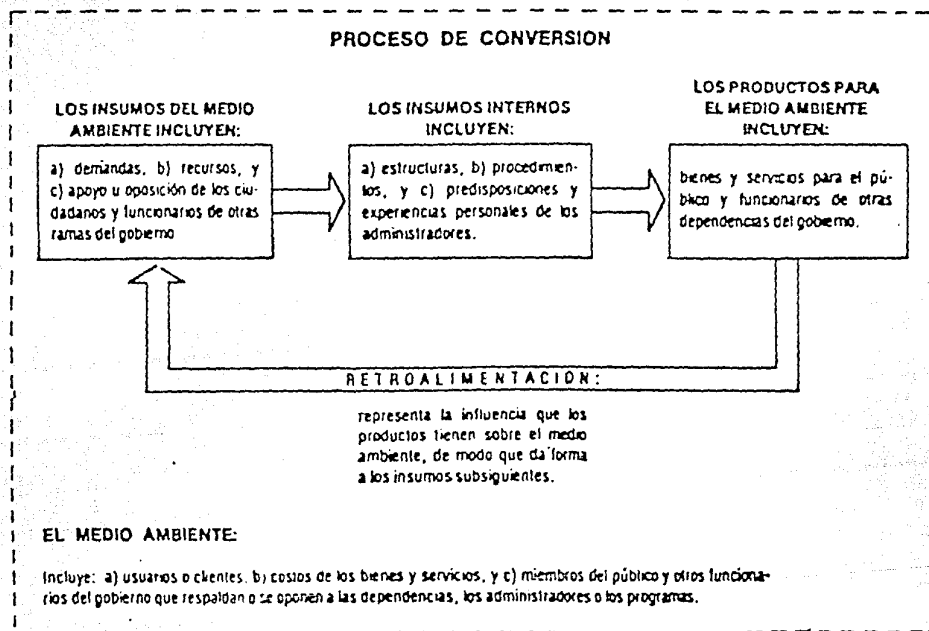 PROCESO DE CONVERSION
LOS INSUMOS DEL MEDIO
AMBIENTE INCLUYEN:
a) demandas, b) recursos, y
c) apoyo u oposición de los ciu-
dadanos y funcionarios de otras
ramas del gobierno
LOS INSUMOS INTERNOS
INCLUYEN:
a) estructuras, b) procedimien-
tos, y c) predisposiciones y
experiencias personales de los
administradores.
LOS PRODUCTOS PARA
EL MEDIO AMBIENTE
INCLUYEN:
bienes y servicios para el pú-
blico y funcionarios de otras
dependencias del gobierno.
RETROALIMENTACION:
representa la influencia que los
productos tienen sobre el medio
ambiente, de modo que da forma
a los insumos subsiguientes.
EL MEDIO AMBIENTE:
Incluye: a) usuarios o clientes, b) costos de los bienes y servicios, y c) miembros del público y otros funciona-
rios del gobierno que respaldan o se oponen a las dependencias, los administradores o los programas.